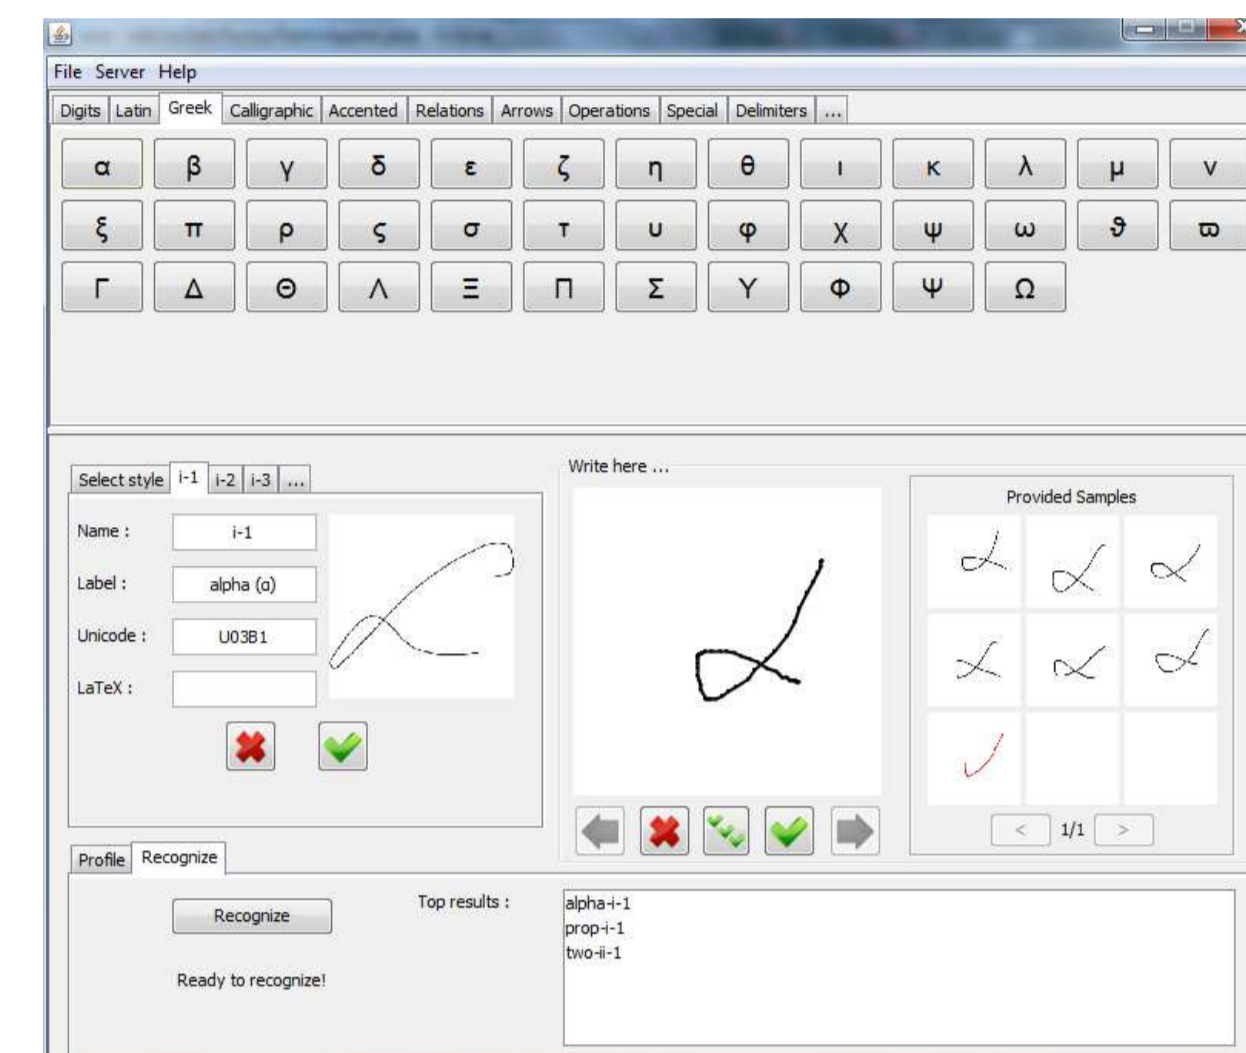 File Server Help
Digits Latin Greek Calligraphic Accented Relations Arrows Operations Special Delimiters ...
α β γ δ ε ζ η θ ι κ λ μ ν
ξ π ρ ς σ τ υ φ χ ψ ω ϑ ϖ
Γ Δ Θ Λ Ξ Π Σ Υ Φ Ψ Ω
Select style i-1 i-2 i-3 ...
Name : i-1
Label : alpha (α)
Unicode : U03B1
LaTeX :
Write here ...
Provided Samples
< 1/1 >
Profile Recognize
Recognize
Ready to recognize!
Top results :
alpha-i-1
prop-i-1
two-ii-1